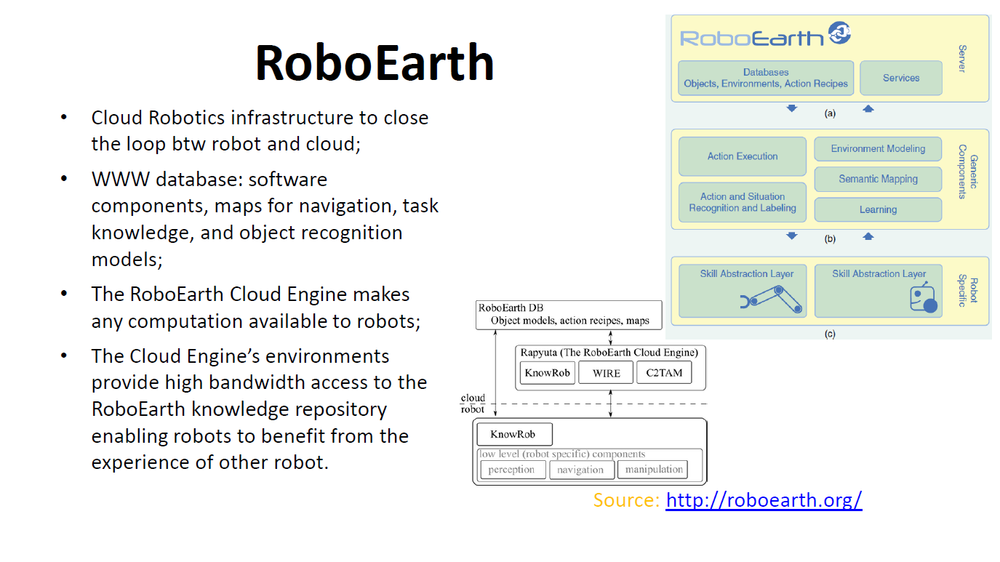 RoboEarth
• Cloud Robotics infrastructure to close
the loop btw robot and cloud;
• WWW database: software
components, maps for navigation, task
knowledge, and object recognition
models;
• The RoboEarth Cloud Engine makes
any computation available to robots;
• The Cloud Engine’s environments
provide high bandwidth access to the
RoboEarth knowledge repository
enabling robots to benefit from the
experience of other robot.
RoboEarth
Databases
Objects, Environments, Action Recipes
Services
Server
(a)
Action Execution
Action and Situation
Recognition and Labeling
Environment Modeling
Semantic Mapping
Learning
Generic
Components
(b)
Skill Abstraction Layer
Skill Abstraction Layer
Robot
Specific
(c)
RoboEarth DB
Object models, action recipes, maps
Rapyuta (The RoboEarth Cloud Engine)
KnowRob
WIRE
C2TAM
cloud
robot
KnowRob
low level (robot specific) components
perception
navigation
manipulation
Source: http://roboearth.org/